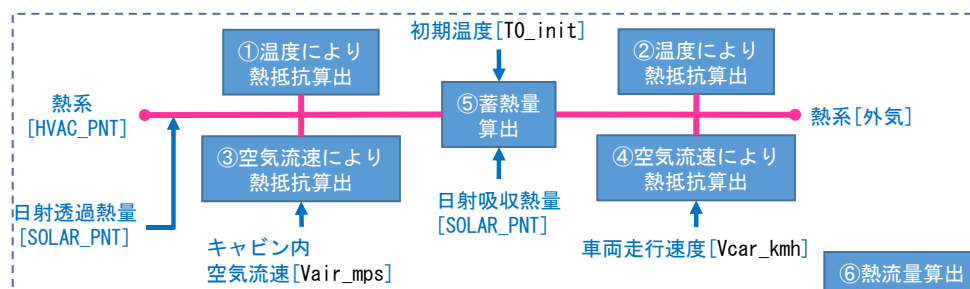 初期温度[T0_init]
①温度により
熱抵抗算出
②温度により
熱抵抗算出
熱系
[HVAC_PNT]
⑤蓄熱量
算出
熱系[外気]
③空気流速により
熱抵抗算出
④空気流速により
熱抵抗算出
日射透過熱量
[SOLAR_PNT]
日射吸収熱量
[SOLAR_PNT]
キャビン内
空気流速[Vair_mps]
車両走行速度[Vcar_kmh]
⑥熱流量算出